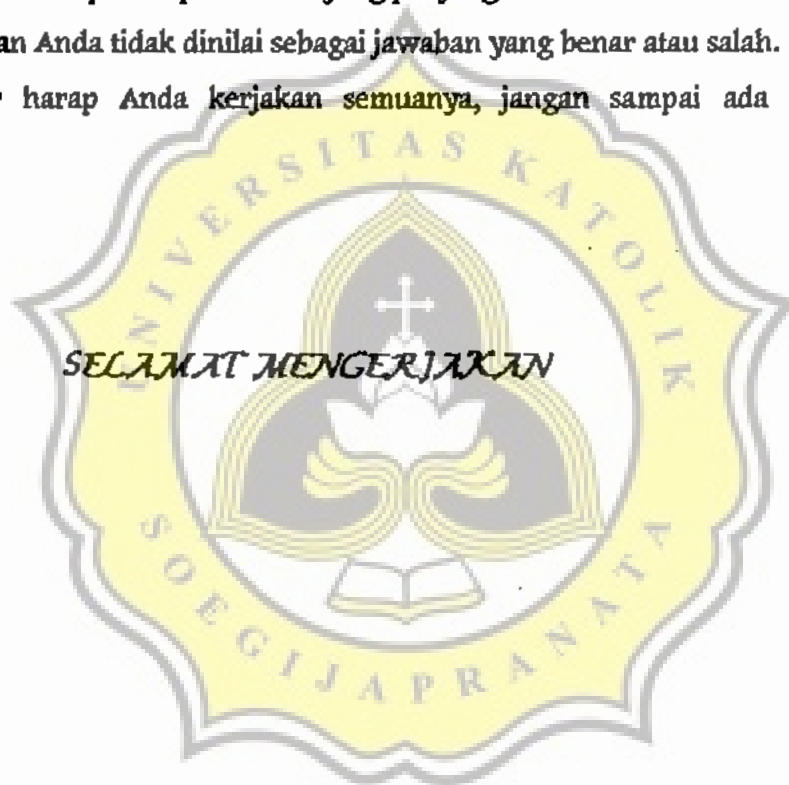 an Anda tidak dinilai sebagai jawaban yang benar atau salah.
harap Anda kerjakan semuanya, jangan sampai ada
UNIVERSITAS KATOLIK
SELAMAT MENGERJAKAN
SOEGIJAPRANATA